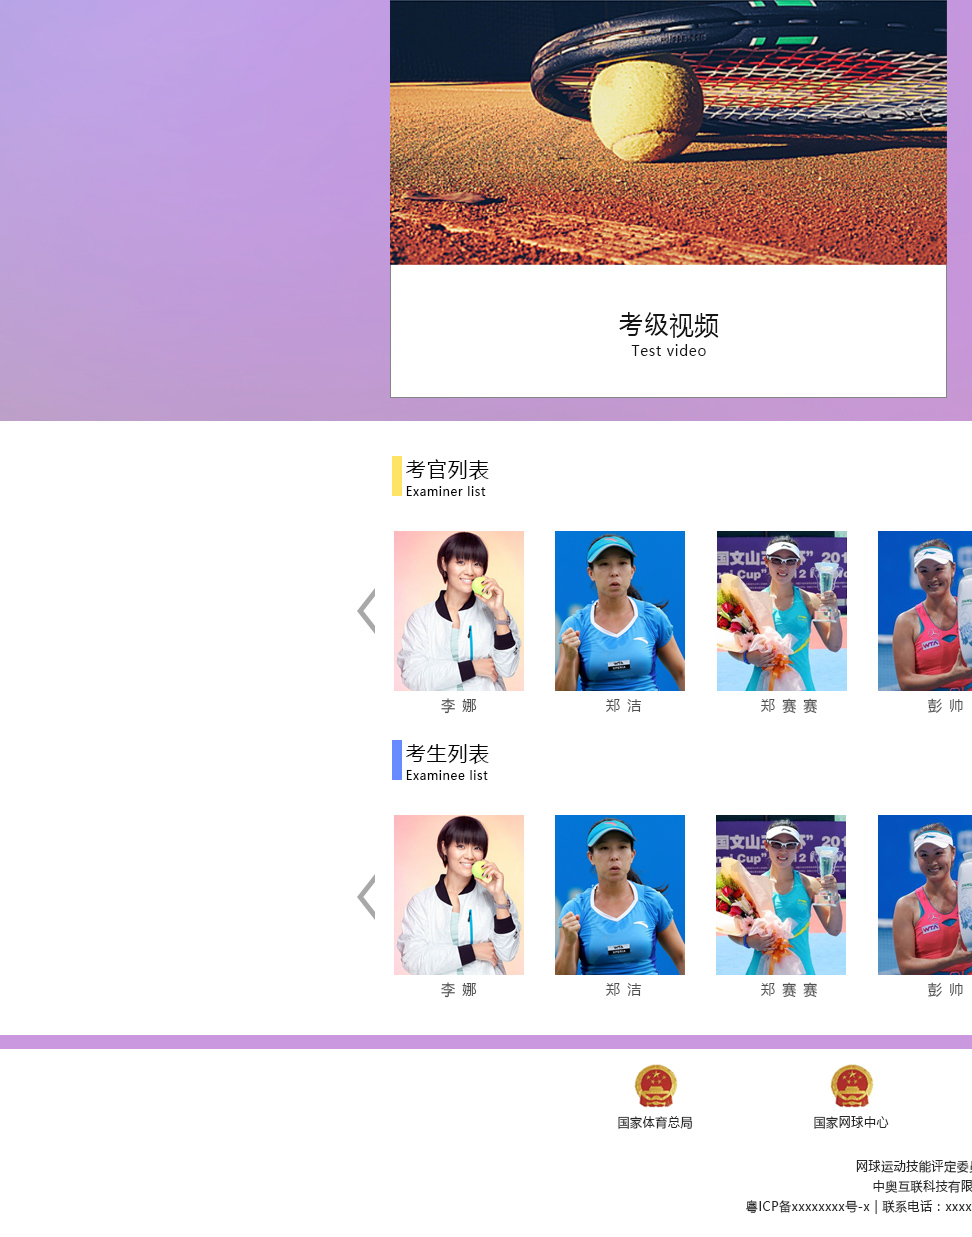 考级视频
Test video
考官列表
Examiner list
李娜
郑洁
郑赛赛
彭帅
考生列表
Examinee list
李娜
郑洁
郑赛赛
彭帅
国家体育总局
国家网球中心
网球运动技能评定委
中奥互联科技有限
粤ICP备xxxxxxxx号-x | 联系电话：xxxx